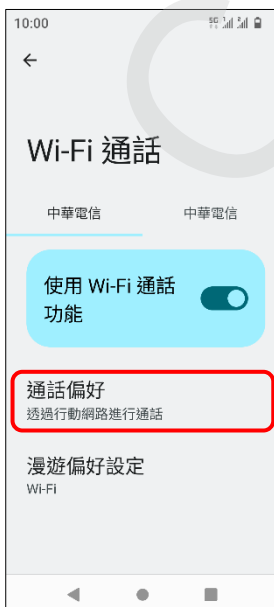 10:00
5G
Wi-Fi 通話
中華電信 中華電信
使用 Wi-Fi 通話
功能
通話偏好
透過行動網路進行通話
漫遊偏好設定
Wi-Fi